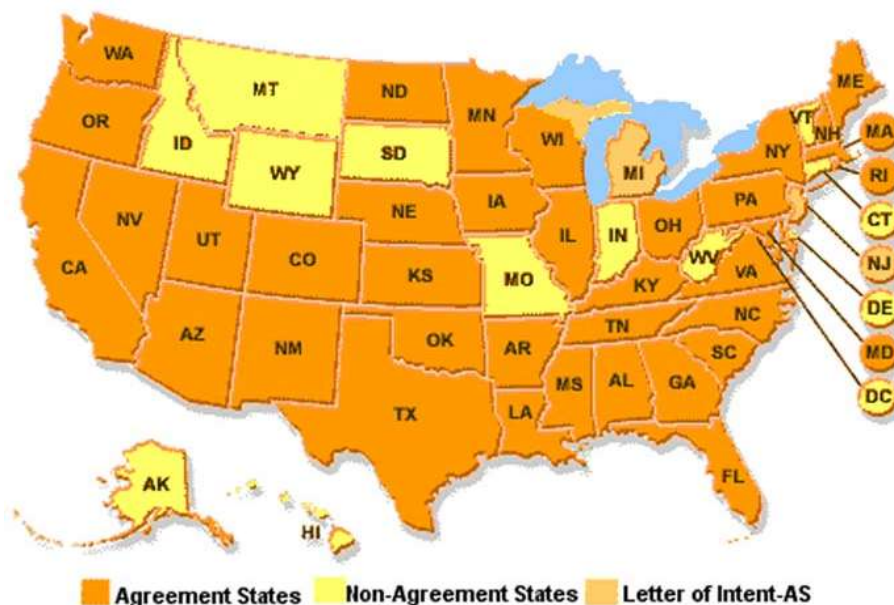 WA
MT
ND
MN
ME
VT
NH
MA
OR
ID
WI
NY
RI
SD
WY
MI
CT
IA
PA
NE
NV
IL
IN
OH
NJ
UT
CO
WV
DE
CA
KS
MO
KY
VA
MD
NC
TN
AZ
NM
OK
AR
SC
DC
MS
AL
GA
TX
LA
FL
AK
HI
Agreement States Non-Agreement States Letter of Intent-AS